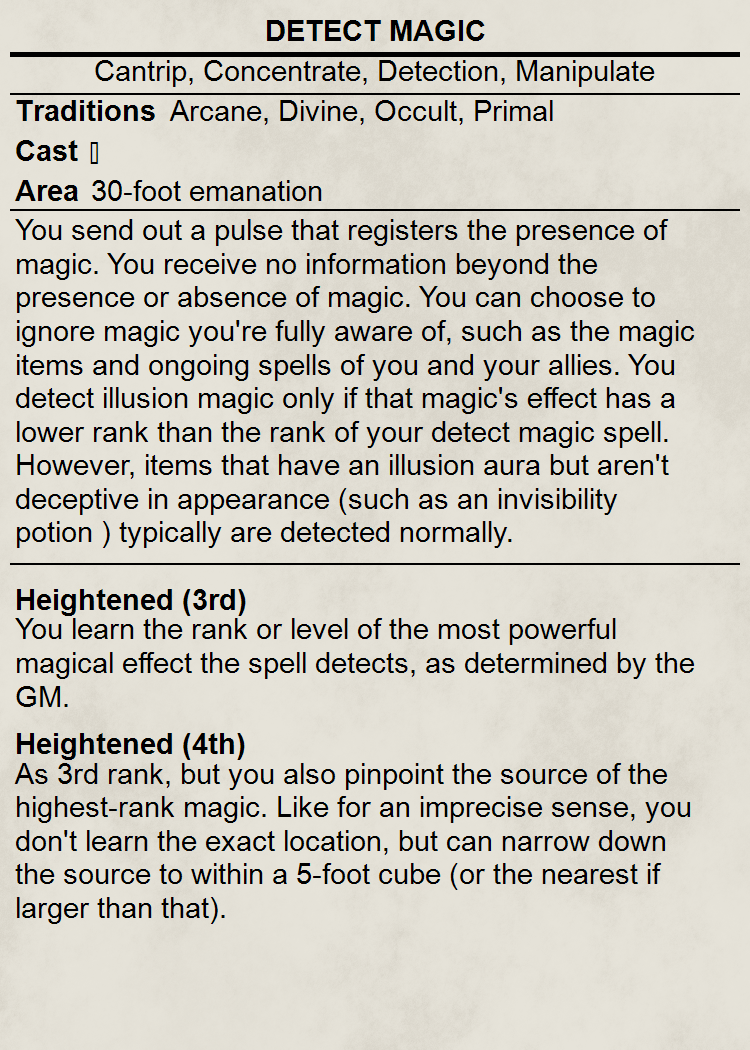 DETECT MAGIC
Cantrip, Concentrate, Detection, Manipulate
Traditions Arcane, Divine, Occult, Primal
Cast
Area 30-foot emanation
You send out a pulse that registers the presence of
magic. You receive no information beyond the
presence or absence of magic. You can choose to
ignore magic you're fully aware of, such as the magic
items and ongoing spells of you and your allies. You
detect illusion magic only if that magic's effect has a
lower rank than the rank of your detect magic spell.
However, items that have an illusion aura but aren't
deceptive in appearance (such as an invisibility
potion ) typically are detected normally.
Heightened (3rd)
You learn the rank or level of the most powerful
magical effect the spell detects, as determined by the
GM.
Heightened (4th)
As 3rd rank, but you also pinpoint the source of the
highest-rank magic. Like for an imprecise sense, you
don't learn the exact location, but can narrow down
the source to within a 5-foot cube (or the nearest if
larger than that).